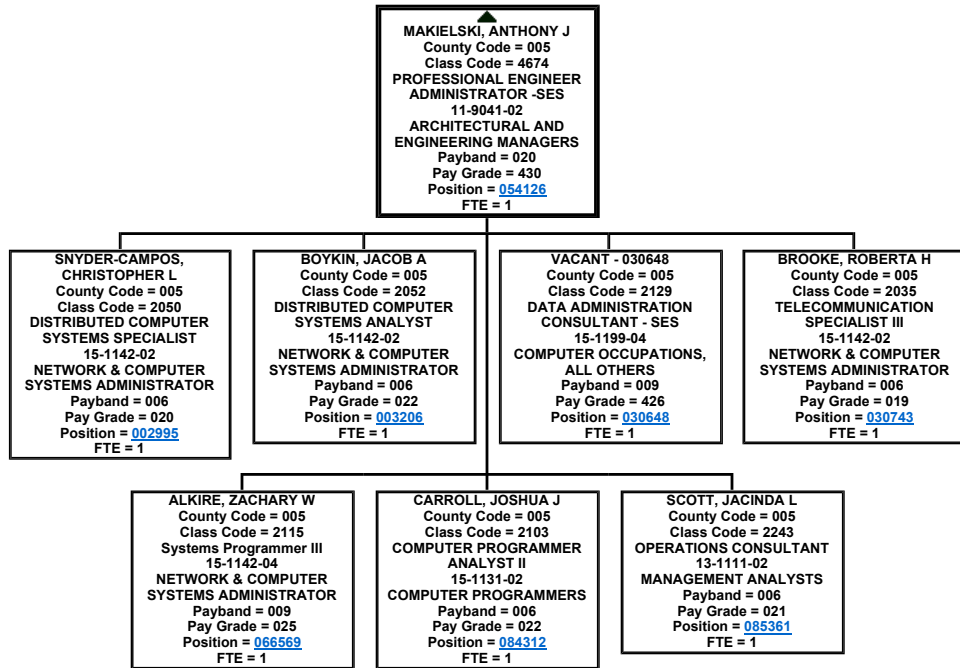 MAKIELSKI, ANTHONY J
County Code = 005
Class Code = 4674
PROFESSIONAL ENGINEER
ADMINISTRATOR -SES
11-9041-02
ARCHITECTURAL AND
ENGINEERING MANAGERS
Payband = 020
Pay Grade = 430
Position = 054126
FTE = 1
SNYDER-CAMPOS,
CHRISTOPHER L
County Code = 005
Class Code = 2050
DISTRIBUTED COMPUTER
SYSTEMS SPECIALIST
15-1142-02
NETWORK & COMPUTER
SYSTEMS ADMINISTRATOR
Payband = 006
Pay Grade = 020
Position = 002995
FTE = 1
BOYKIN, JACOB A
County Code = 005
Class Code = 2052
DISTRIBUTED COMPUTER
SYSTEMS ANALYST
15-1142-02
NETWORK & COMPUTER
SYSTEMS ADMINISTRATOR
Payband = 006
Pay Grade = 022
Position = 003206
FTE = 1
VACANT - 030648
County Code = 005
Class Code = 2129
DATA ADMINISTRATION
CONSULTANT - SES
15-1199-04
COMPUTER OCCUPATIONS,
ALL OTHERS
Payband = 009
Pay Grade = 426
Position = 030648
FTE = 1
BROOKE, ROBERTA H
County Code = 005
Class Code = 2035
TELECOMMUNICATION
SPECIALIST III
15-1142-02
NETWORK & COMPUTER
SYSTEMS ADMINISTRATOR
Payband = 006
Pay Grade = 019
Position = 030743
FTE = 1
ALKIRE, ZACHARY W
County Code = 005
Class Code = 2115
Systems Programmer III
15-1142-04
NETWORK & COMPUTER
SYSTEMS ADMINISTRATOR
Payband = 009
Pay Grade = 025
Position = 066569
FTE = 1
CARROLL, JOSHUA J
County Code = 005
Class Code = 2103
COMPUTER PROGRAMMER
ANALYST II
15-1131-02
COMPUTER PROGRAMMERS
Payband = 006
Pay Grade = 022
Position = 084312
FTE = 1
SCOTT, JACINDA L
County Code = 005
Class Code = 2243
OPERATIONS CONSULTANT
13-1111-02
MANAGEMENT ANALYSTS
Payband = 006
Pay Grade = 021
Position = 085361
FTE = 1